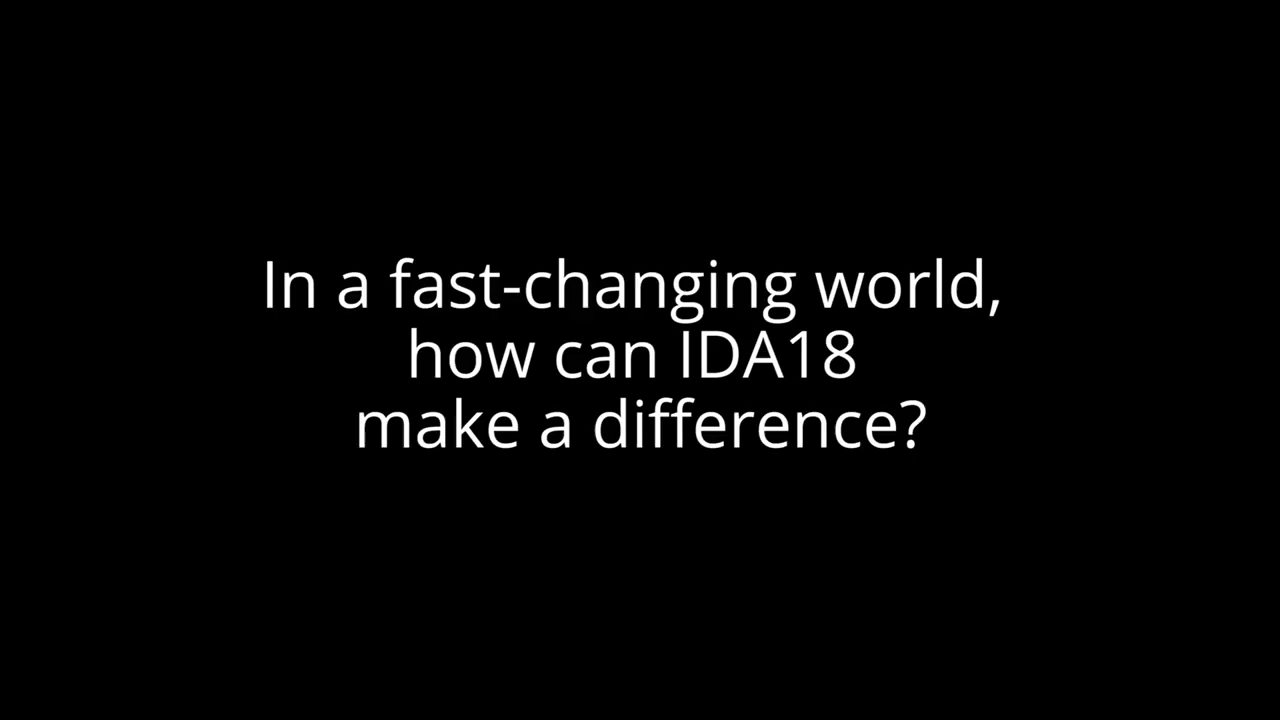 In a fast-changing world,
how can IDA18
make a difference?